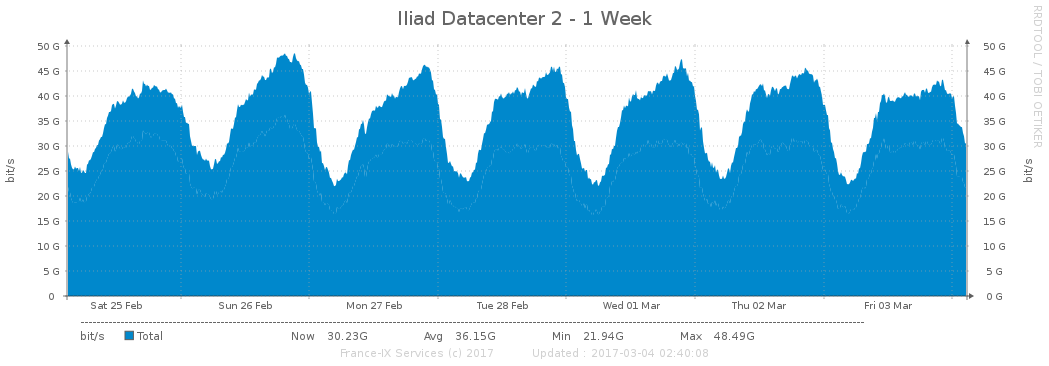 Iliad Datacenter 2 - 1 Week
RRDTOOL / TOBI OETIKER
bit/s
50 G
45 G
40 G
35 G
30 G
25 G
20 G
15 G
10 G
5 G
0
50 G
45 G
40 G
35 G
30 G
25 G
20 G
15 G
10 G
5 G
0 G
bit/s
Sat 25 Feb Sun 26 Feb Mon 27 Feb Tue 28 Feb Wed 01 Mar Thu 02 Mar Fri 03 Mar
bit/s Total Now 30.23G Avg 36.15G Min 21.94G Max 48.49G
France-IX Services (c) 2017 Updated : 2017-03-04 02:40:08